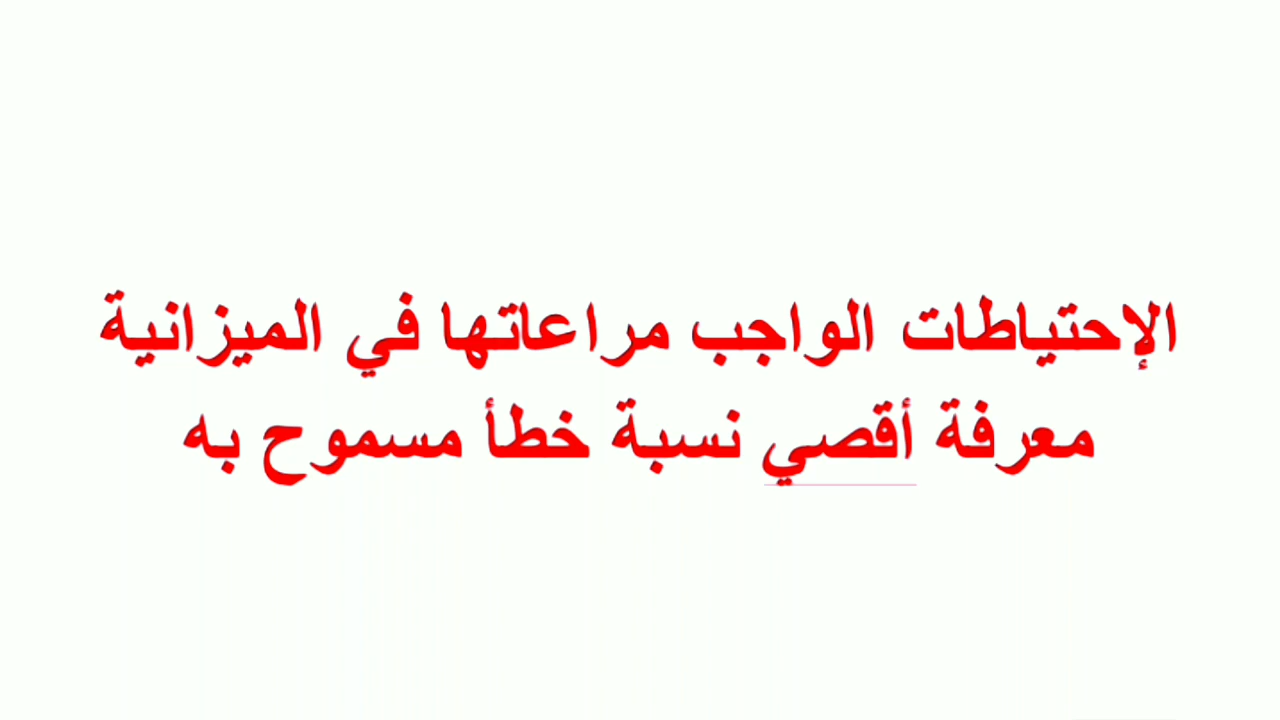 الإحتياطات الواجب مراعاتها في الميزانية
معرفة أقصي نسبة خطأ مسموح به